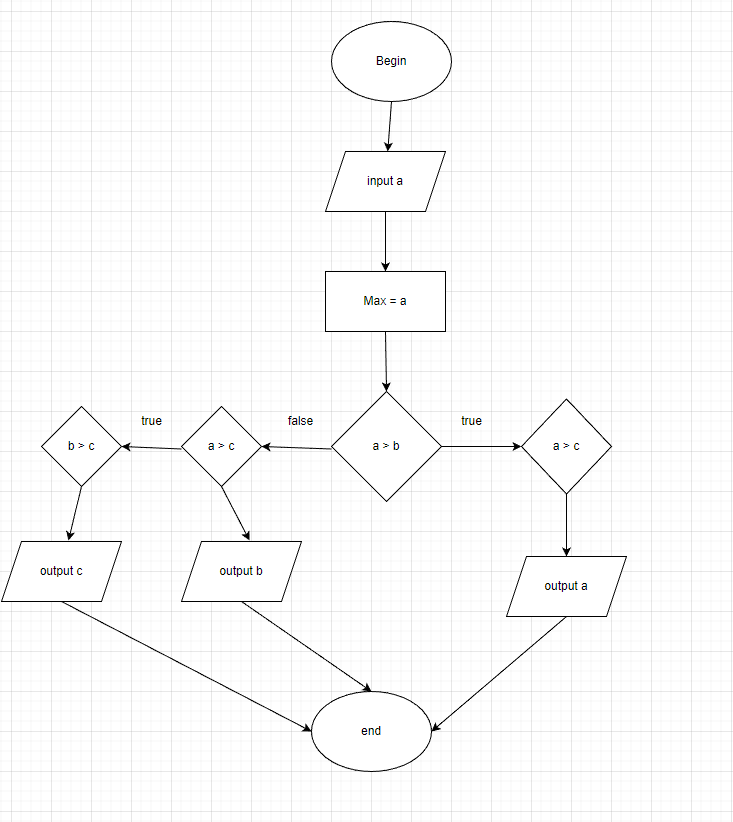 Begin
input a
Max = a
true
false
true
b > c
a > c
a > b
a > c
output c
output b
output a
end